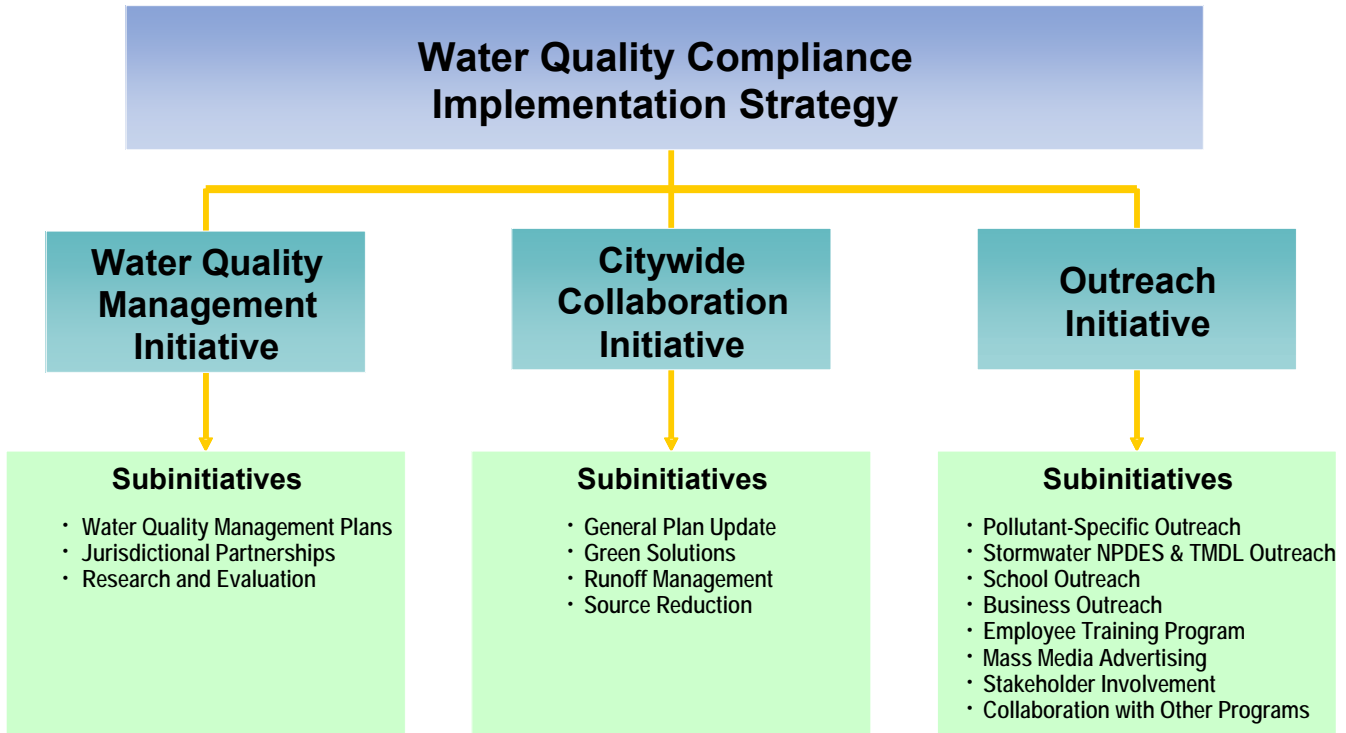 Water Quality Compliance
Implementation Strategy
Water Quality
Management
Initiative
Citywide
Collaboration
Initiative
Outreach
Initiative
Subinitiatives
· Water Quality Management Plans
· Jurisdictional Partnerships
· Research and Evaluation
Subinitiatives
· General Plan Update
· Green Solutions
· Runoff Management
· Source Reduction
Subinitiatives
· Pollutant-Specific Outreach
· Stormwater NPDES & TMDL Outreach
· School Outreach
· Business Outreach
· Employee Training Program
· Mass Media Advertising
· Stakeholder Involvement
· Collaboration with Other Programs